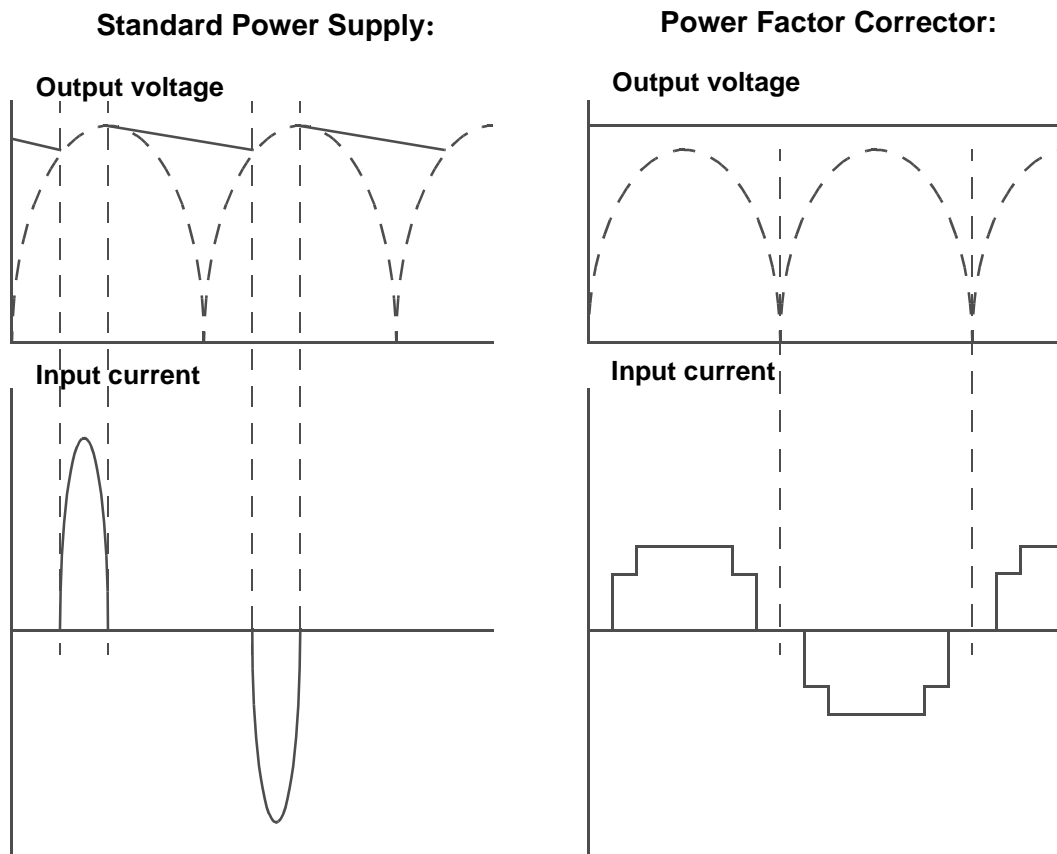 Standard Power Supply:
Output voltage
Input current
Power Factor Corrector:
Output voltage
Input current